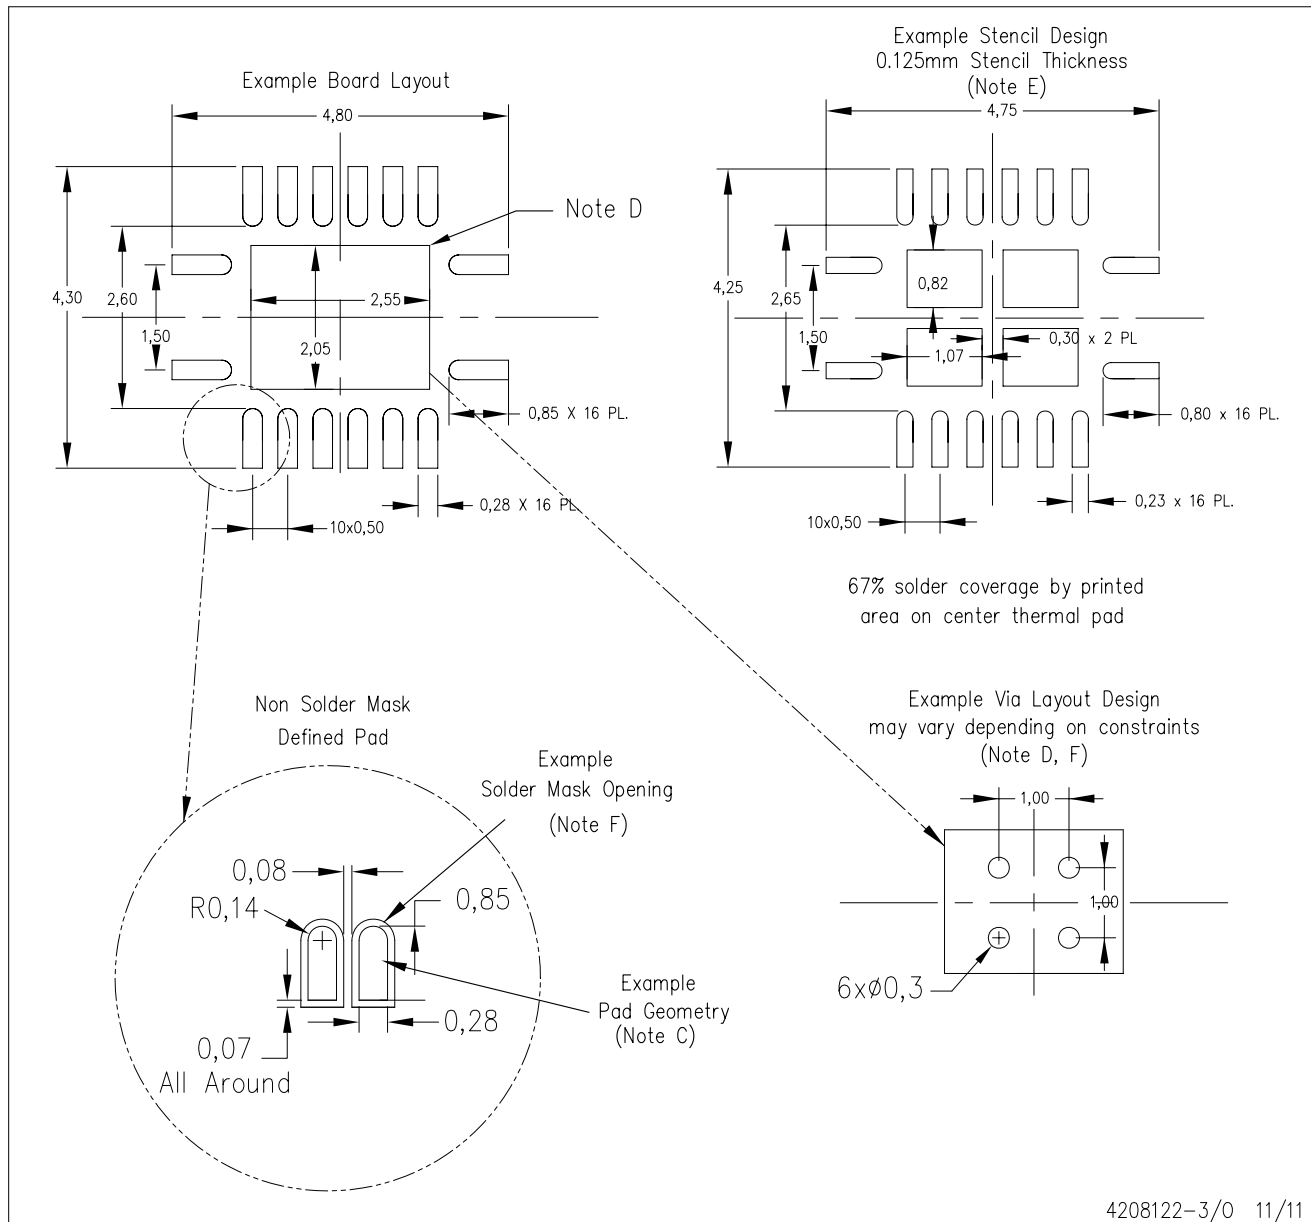 Example Board Layout
4,80
4,30
2,60
1,50
2,55
2,05
Note D
0,85 X 16 PL.
0,28 X 16 PL
10x0,50
Example Stencil Design
0.125mm Stencil Thickness
(Note E)
4,75
4,25
2,65
1,50
0,82
1,07
0,30 x 2 PL
0,80 x 16 PL.
0,23 x 16 PL.
10x0,50
67% solder coverage by printed
area on center thermal pad
Non Solder Mask
Defined Pad
Example
Solder Mask Opening
(Note F)
0,08
R0,14
0,85
Example
Pad Geometry
(Note C)
0,28
0,07
All Around
Example Via Layout Design
may vary depending on constraints
(Note D, F)
1,00
1,00
6xø0,3
4208122-3/O 11/11